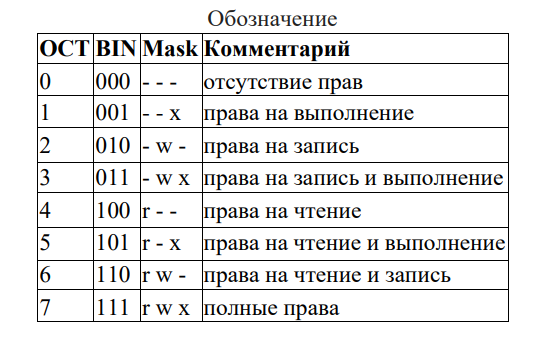 Обозначение
OCT BIN Mask Комментарий
0 000 - - - отсутствие прав
1 001 - - x права на выполнение
2 010 - w - права на запись
3 011 - w x права на запись и выполнение
4 100 r - - права на чтение
5 101 r - x права на чтение и выполнение
6 110 r w - права на чтение и запись
7 111 r w x полные права